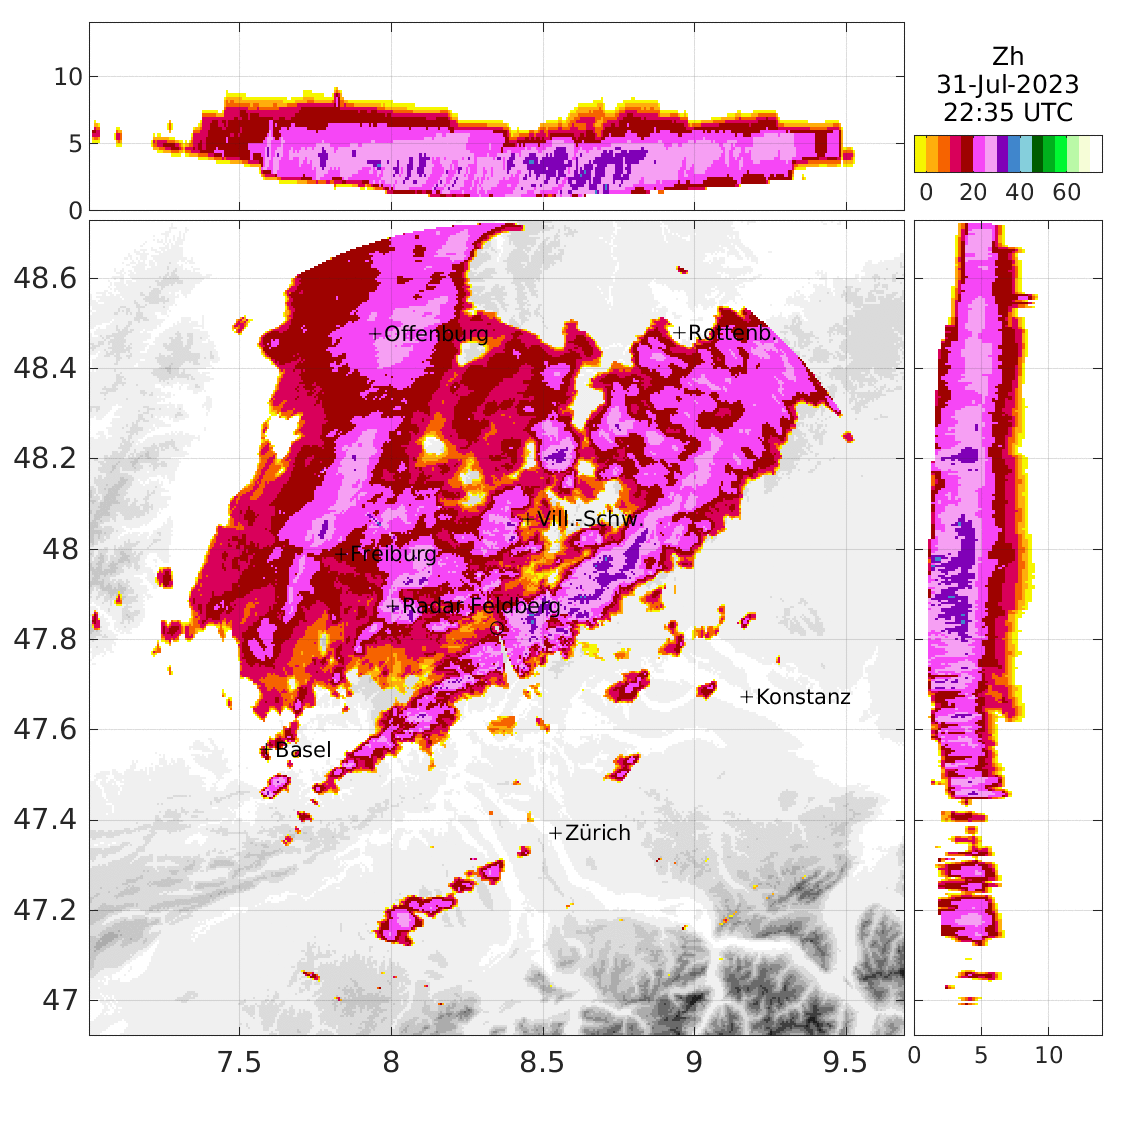 Zh
31-Jul-2023
22:35 UTC
0 20 40 60
10
5
0
48.6
48.4
48.2
48
47.8
47.6
47.4
47.2
47
+Offenburg
+Rottenb.
+Vill.-Schw.
+Freiburg
+Radar Feldberg
+Konstanz
+Basel
+Zürich
7.5 8 8.5 9 9.5
0 5 10